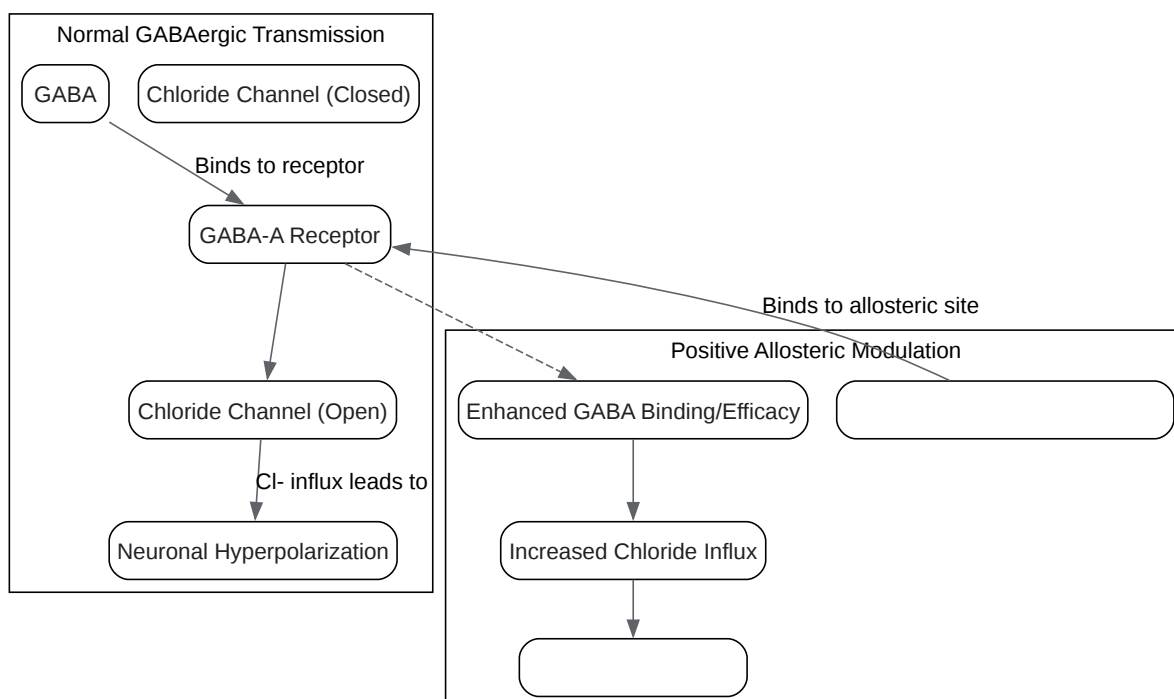 Normal GABAergic Transmission
GABA
Chloride Channel (Closed)
Binds to receptor
GABA-A Receptor
Binds to allosteric site
Positive Allosteric Modulation
Chloride Channel (Open)
Enhanced GABA Binding/Efficacy
Cl- influx leads to
Neuronal Hyperpolarization
Increased Chloride Influx